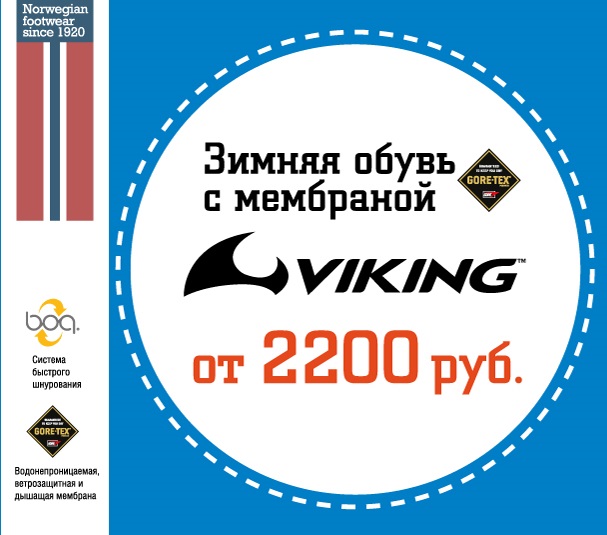 Norwegian
footwear
since 1920
Зимняя обувь
с мембраной
GORE-TEX
VIKING™
от 2200 руб.
boa.
Система
быстрого
шнурования
GORE-TEX
Водонепроницаемая,
ветрозащитная и
дышащая мембрана